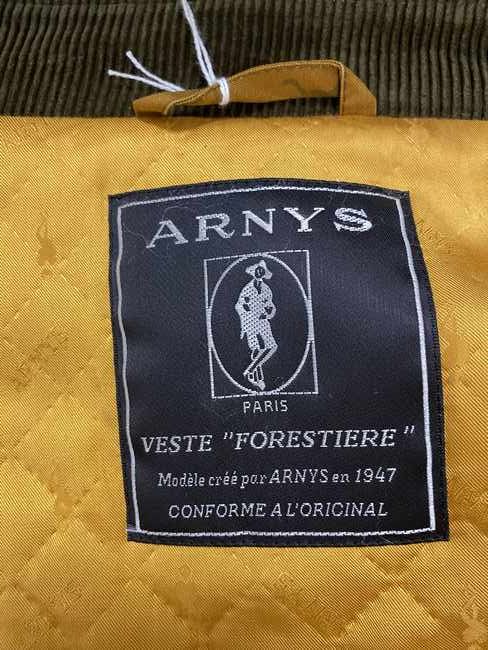 ARNYS
PARIS
VESTE "FORESTIERE"
Modèle créé par ARNYS en 1947
CONFORME A L'ORIGINAL